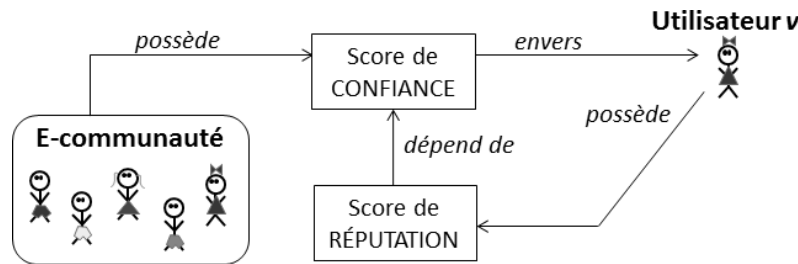 Utilisateur v
possède
Score de
CONFIANCE
envers
E-communauté
dépend de
possède
Score de
RÉPUTATION